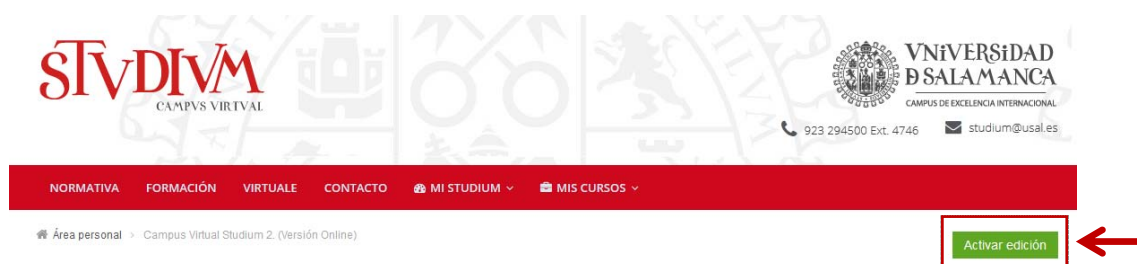 STVDIVM
CAMPVS VIRTVAL
VNiVERSiDAD
Ð SALAMANCA
CAMPUS DE EXCELENCIA INTERNACIONAL
923 294500 Ext. 4746 studium@usal.es
NORMATIVA FORMACIÓN VIRTUALE CONTACTO MI STUDIUM MIS CURSOS
Área personal > Campus Virtual Studium 2. (Versión Online)
Activar edición